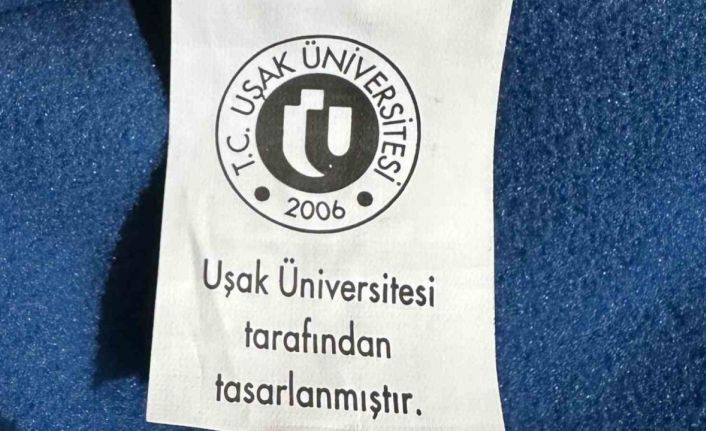 T.C. UŞAK ÜNİVERSİTESİ
2006
Uşak Üniversitesi
tarafından
tasarlanmıştır.